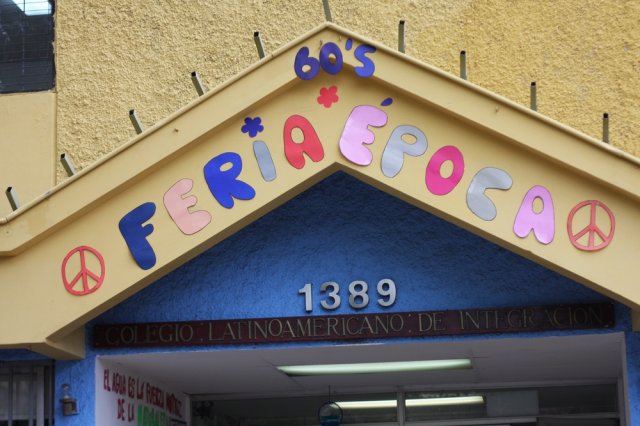 60'S
FERIA ÉPOCA
1389
COLEGIO LATINOAMERICANO DE INTEGRACION
EL AGUA ES LA FUERZA MOTRIZ
DE LA